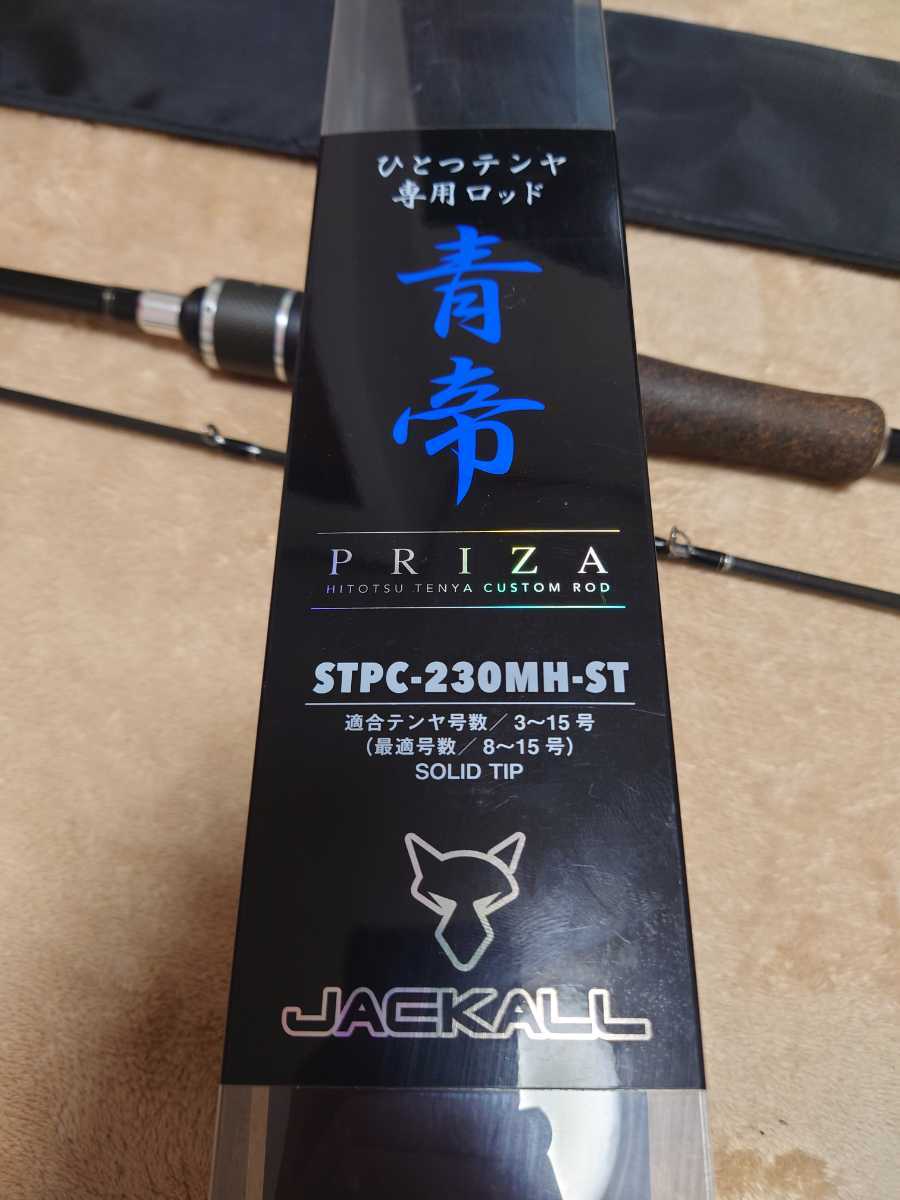 ひとつテンヤ
専用ロッド
青帝
PRIZA
HITOTSU TENYA CUSTOM ROD
STPC-230MH-ST
適合テンヤ号数／3〜15号
（最適号数／8〜15号）
SOLID TIP
JACKALL